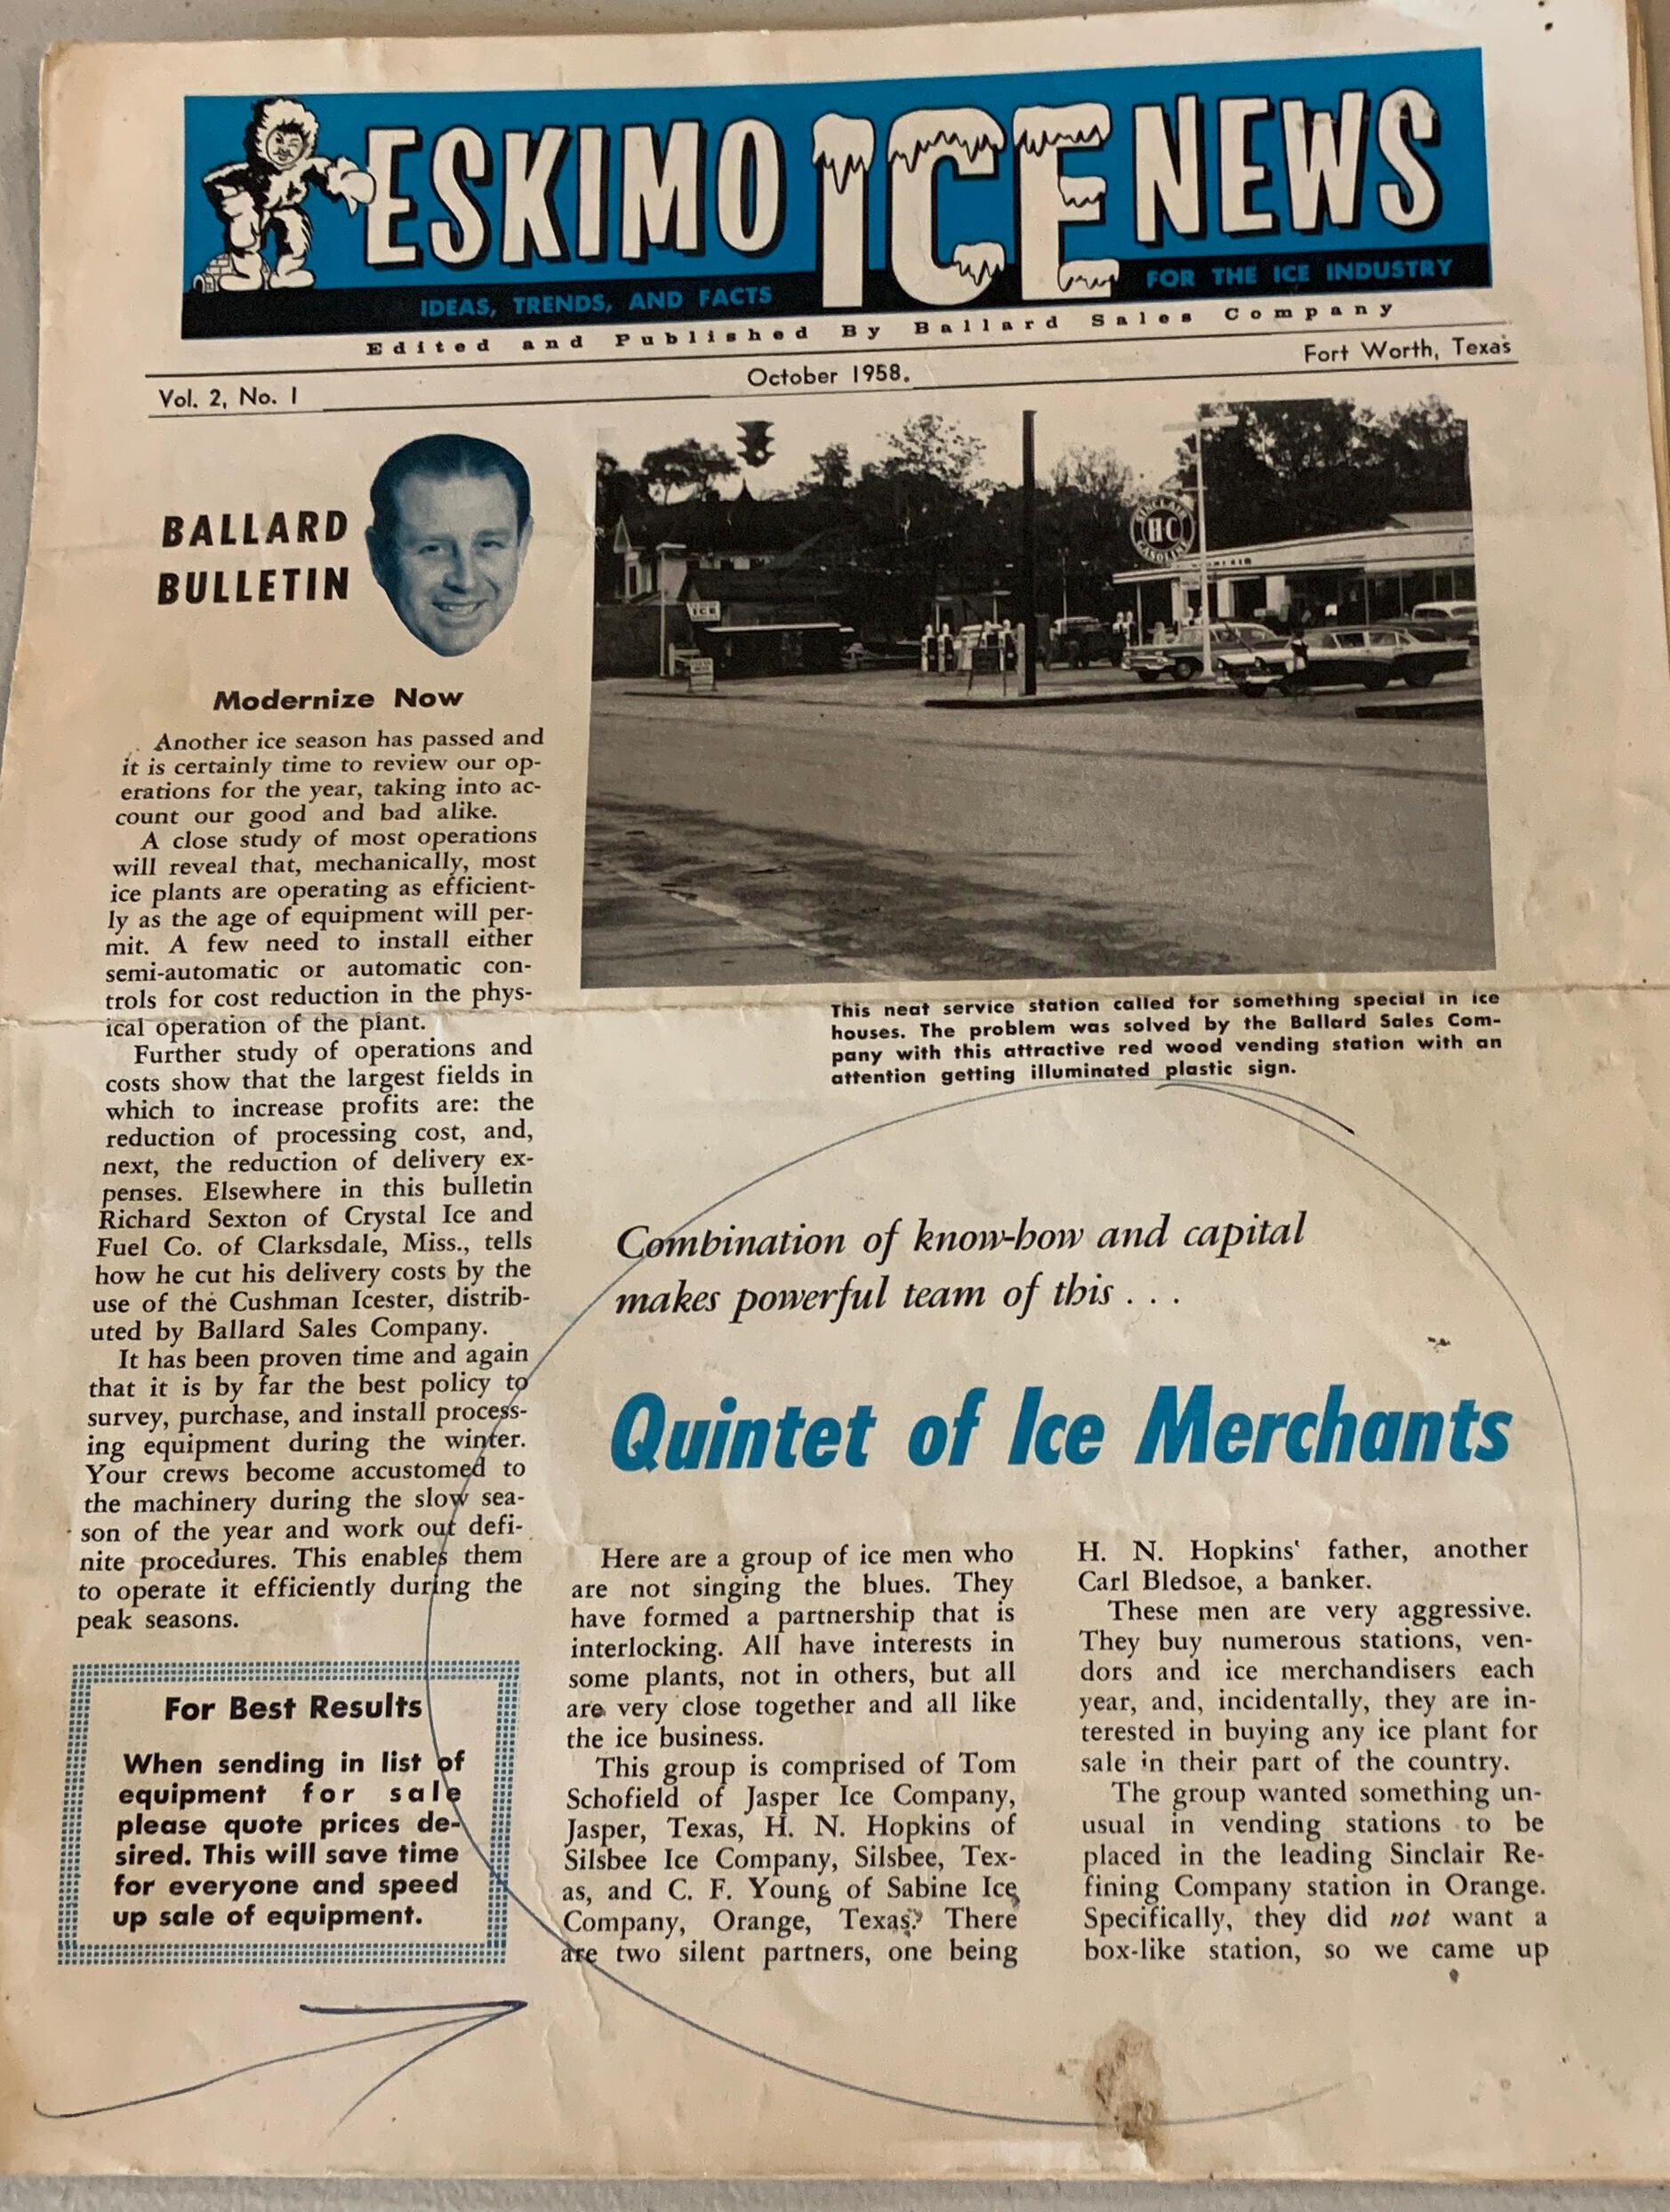 ESKIMO ICE NEWS
IDEAS, TRENDS, AND FACTS
FOR THE ICE INDUSTRY
Edited and Published By Ballard Sales Company
Vol. 2, No. 1
October 1958.
Fort Worth, Texas
BALLARD
BULLETIN
Modernize Now
Another ice season has passed and
it is certainly time to review our op-
erations for the year, taking into ac-
count our good and bad alike.
A close study of most operations
will reveal that, mechanically, most
ice plants are operating as efficient-
ly as the age of equipment will per-
mit. A few need to install either
semi-automatic or automatic con-
trols for cost reduction in the phys-
ical operation of the plant.
Further study of operations and
costs show that the largest fields in
which to increase profits are: the
reduction of processing cost, and,
next, the reduction of delivery ex-
penses. Elsewhere in this bulletin
Richard Sexton of Crystal Ice and
Fuel Co. of Clarksdale, Miss., tells
how he cut his delivery costs by the
use of the Cushman Icester, distrib-
uted by Ballard Sales Company.
It has been proven time and again
that it is by far the best policy to
survey, purchase, and install process-
ing equipment during the winter.
Your crews become accustomed to
the machinery during the slow sea-
son of the year and work out defi-
nite procedures. This enables them
to operate it efficiently during the
peak seasons.
For Best Results
When sending in list of
equipment for sale
please quote prices de-
sired. This will save time
for everyone and speed
up sale of equipment.
ICE
SINCLAIR
H-C
GASOLINE
This neat service station called for something special in ice
houses. The problem was solved by the Ballard Sales Com-
pany with this attractive red wood vending station with an
attention getting illuminated plastic sign.
Combination of know-how and capital
makes powerful team of this . . .
Quintet of Ice Merchants
Here are a group of ice men who
are not singing the blues. They
have formed a partnership that is
interlocking. All have interests in
some plants, not in others, but all
are very close together and all like
the ice business.
This group is comprised of Tom
Schofield of Jasper Ice Company,
Jasper, Texas, H. N. Hopkins of
Silsbee Ice Company, Silsbee, Tex-
as, and C. F. Young of Sabine Ice
Company, Orange, Texas. There
are two silent partners, one being
H. N. Hopkins' father, another
Carl Bledsoe, a banker.
These men are very aggressive.
They buy numerous stations, ven-
dors and ice merchandisers each
year, and, incidentally, they are in-
terested in buying any ice plant for
sale in their part of the country.
The group wanted something un-
usual in vending stations to be
placed in the leading Sinclair Re-
fining Company station in Orange.
Specifically, they did not want a
box-like station, so we came up